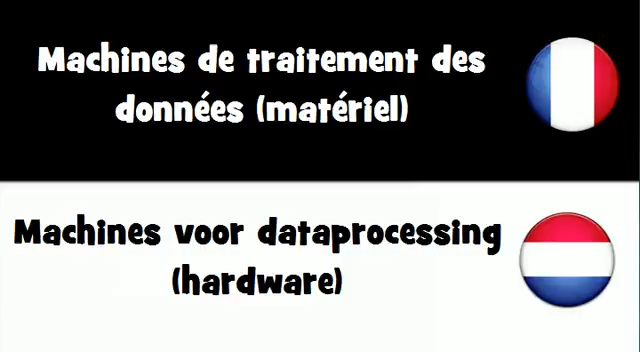 Machines de traitement des
données (matériel)
Machines voor dataprocessing
(hardware)